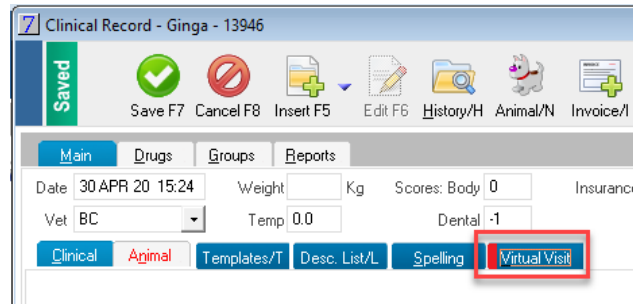 7 Clinical Record - Ginga - 13946
Saved
Save F7 Cancel F8 Insert F5 Edit F6 History/H Animal/N Invoice/I
Main Drugs Groups Reports
Date 30 APR 20 15:24 Weight Kg Scores: Body 0 Insurance
Vet BC Temp 0.0 Dental -1
Clinical Animal Templates/T Desc. List/L Spelling Virtual Visit